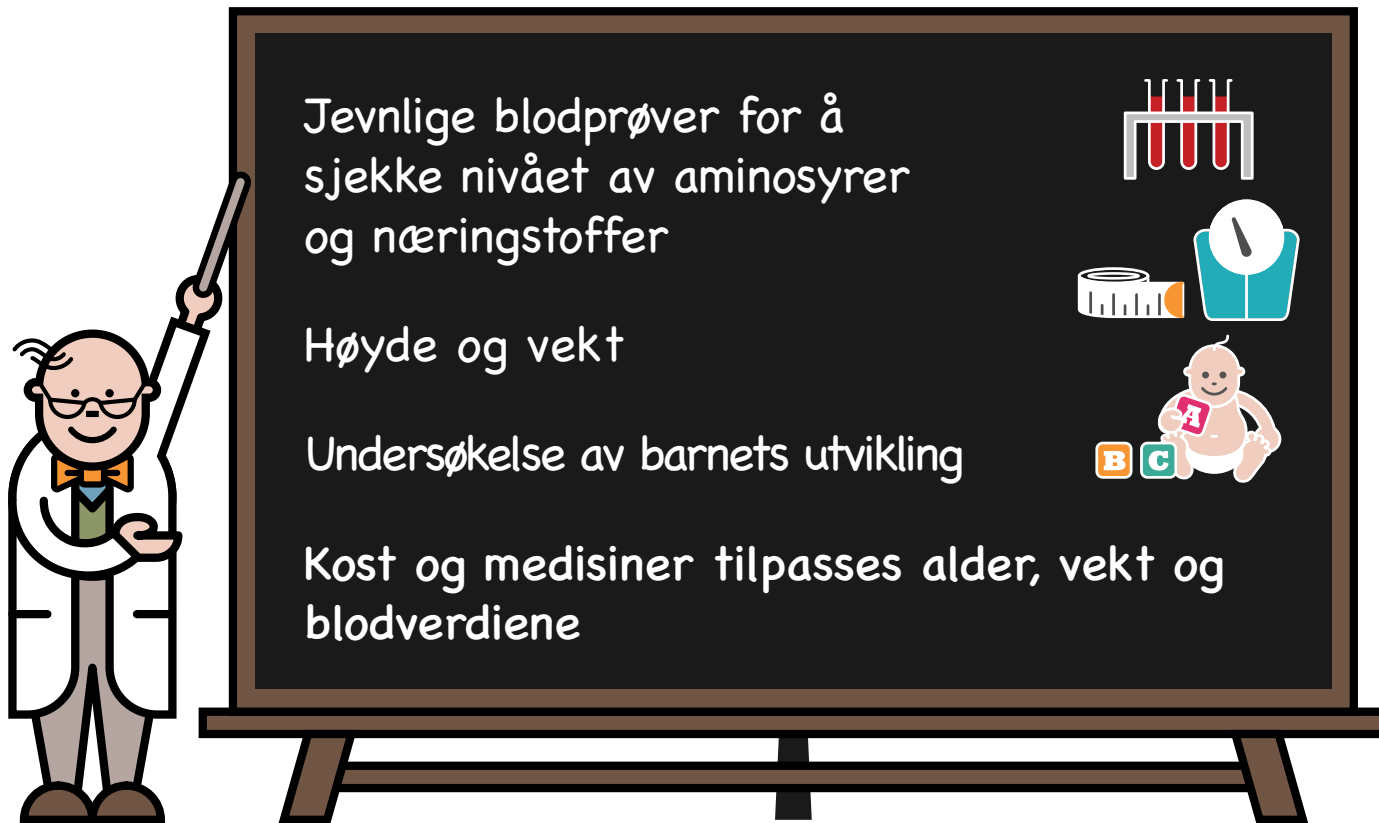 Jevnlige blodprøver for å
sjekke nivået av aminosyrer
og næringstoffer
Høyde og vekt
Undersøkelse av barnets utvikling
A
B C
Kost og medisiner tilpasses alder, vekt og
blodverdiene